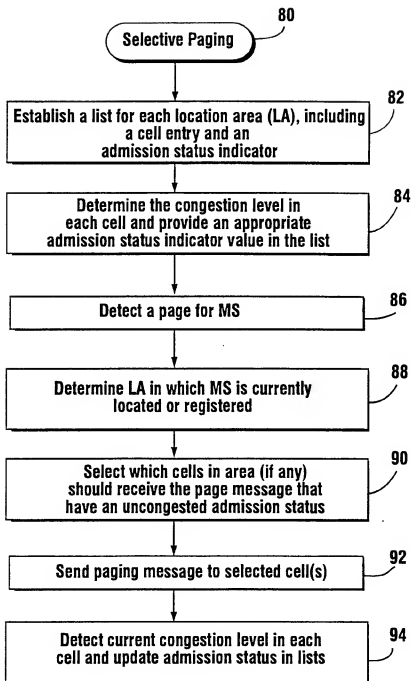 80
Selective Paging
82
Establish a list for each location area (LA), including
a cell entry and an
admission status indicator
84
Determine the congestion level in
each cell and provide an appropriate
admission status indicator value in the list
86
Detect a page for MS
88
Determine LA in which MS is currently
located or registered
90
Select which cells in area (if any)
should receive the page message that
have an uncongested admission status
92
Send paging message to selected cell(s)
94
Detect current congestion level in each
cell and update admission status in lists